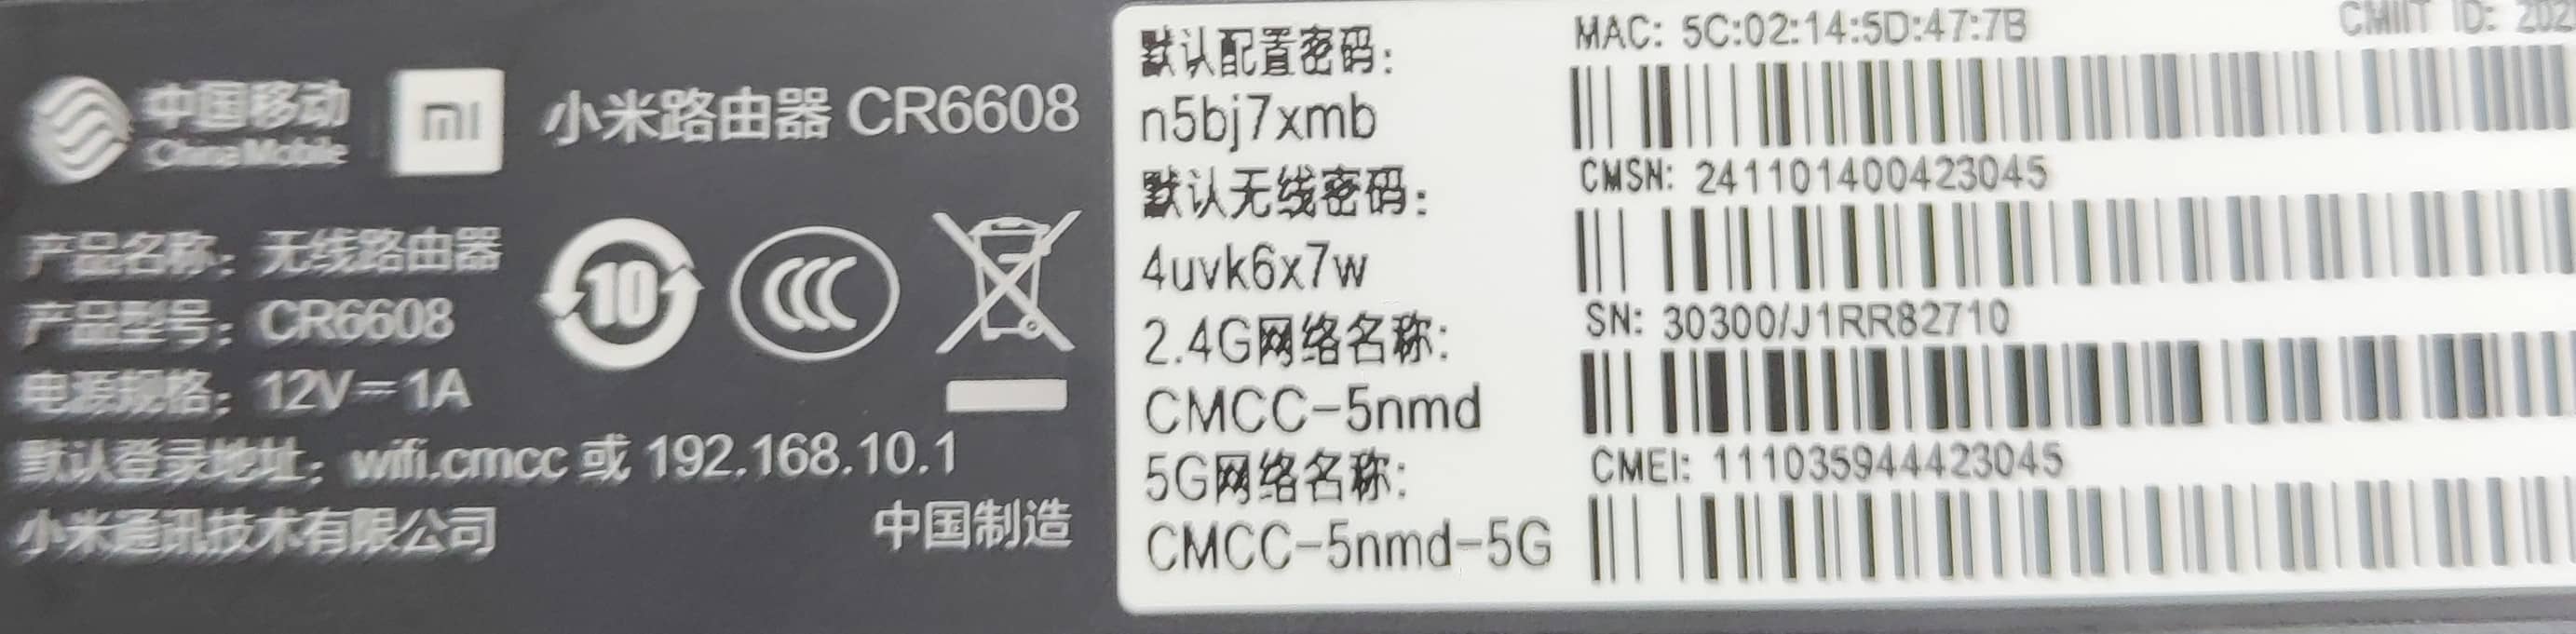 中国移动
China Mobile
mi
小米路由器 CR6608
产品名称：无线路由器
产品型号：CR6608
电源规格：12V⎓1A
默认登录地址：wifi.cmcc 或 192.168.10.1
小米通讯技术有限公司
中国制造
10
CCC
默认配置密码：
n5bj7xmb
默认无线密码：
4uvk6x7w
2.4G网络名称：
CMCC-5nmd
5G网络名称：
CMCC-5nmd-5G
MAC: 5C:02:14:5D:47:7B
CMIIT ID: 202
CMSN: 241101400423045
SN: 30300/J1RR82710
CMEI: 111035944423045